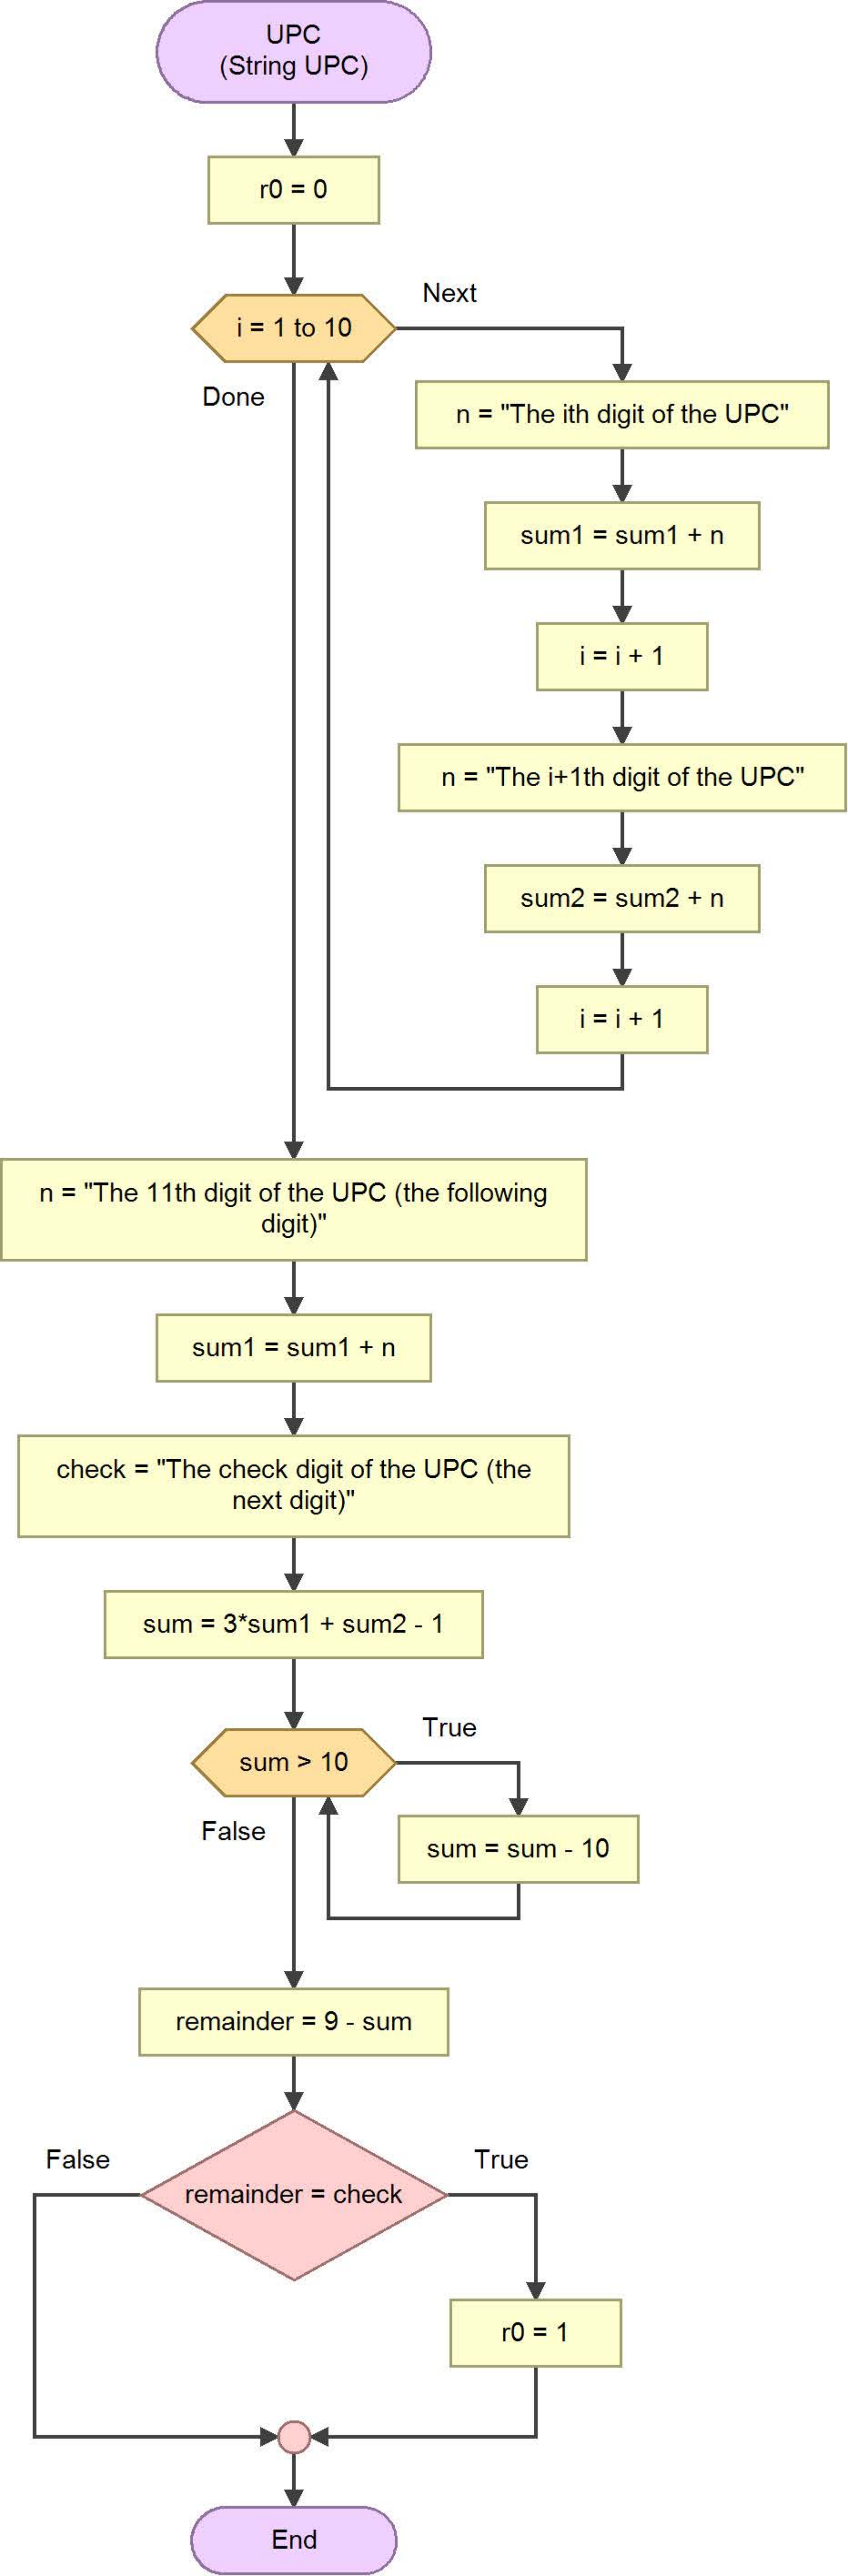 UPC
(String UPC)
r0 = 0
i = 1 to 10
Next
Done
n = "The ith digit of the UPC"
sum1 = sum1 + n
i = i + 1
n = "The i+1th digit of the UPC"
sum2 = sum2 + n
i = i + 1
n = "The 11th digit of the UPC (the following
digit)"
sum1 = sum1 + n
check = "The check digit of the UPC (the
next digit)"
sum = 3*sum1 + sum2 - 1
sum > 10
True
False
sum = sum - 10
remainder = 9 - sum
remainder = check
False
True
r0 = 1
End